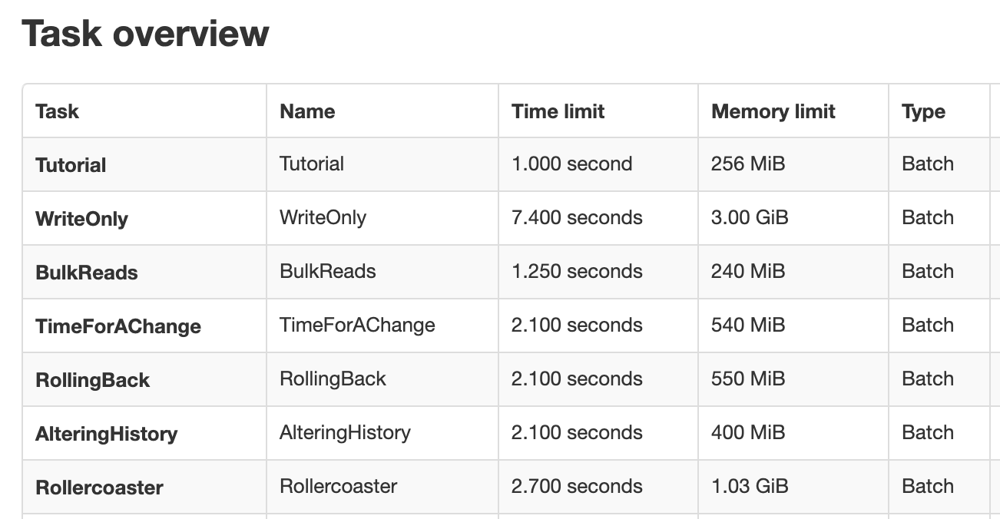 Task overview
Task Name Time limit Memory limit Type
Tutorial Tutorial 1.000 second 256 MiB Batch
WriteOnly WriteOnly 7.400 seconds 3.00 GiB Batch
BulkReads BulkReads 1.250 seconds 240 MiB Batch
TimeForAChange TimeForAChange 2.100 seconds 540 MiB Batch
RollingBack RollingBack 2.100 seconds 550 MiB Batch
AlteringHistory AlteringHistory 2.100 seconds 400 MiB Batch
Rollercoaster Rollercoaster 2.700 seconds 1.03 GiB Batch